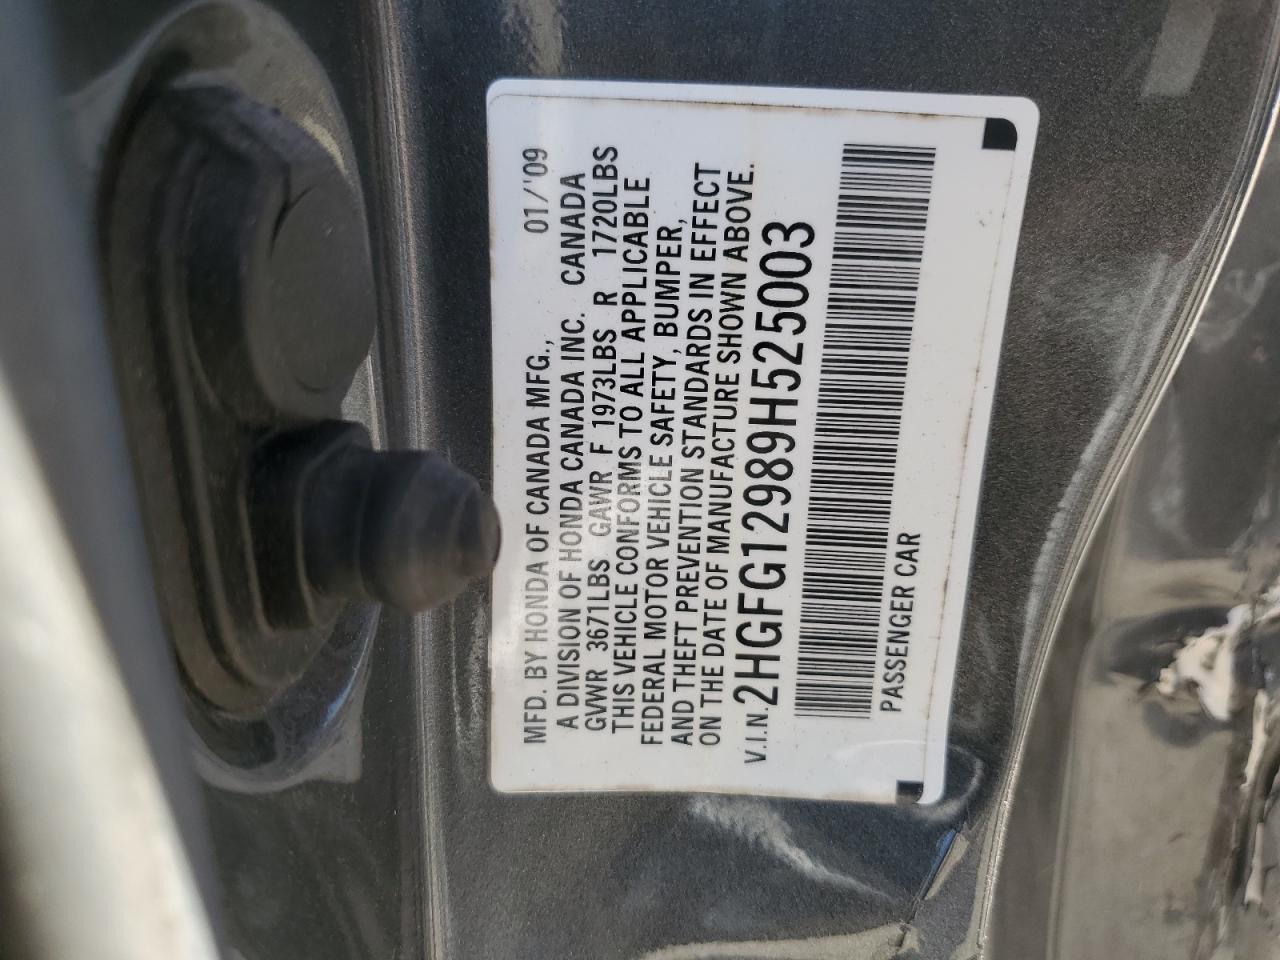 MFD. BY HONDA OF CANADA MFG., 01/'09
A DIVISION OF HONDA CANADA INC. CANADA
GVWR 3671LBS GAWR F 1973LBS R 1720LBS
THIS VEHICLE CONFORMS TO ALL APPLICABLE
FEDERAL MOTOR VEHICLE SAFETY, BUMPER,
AND THEFT PREVENTION STANDARDS IN EFFECT
ON THE DATE OF MANUFACTURE SHOWN ABOVE.
V.I.N. 2HGFG12989H525003
PASSENGER CAR